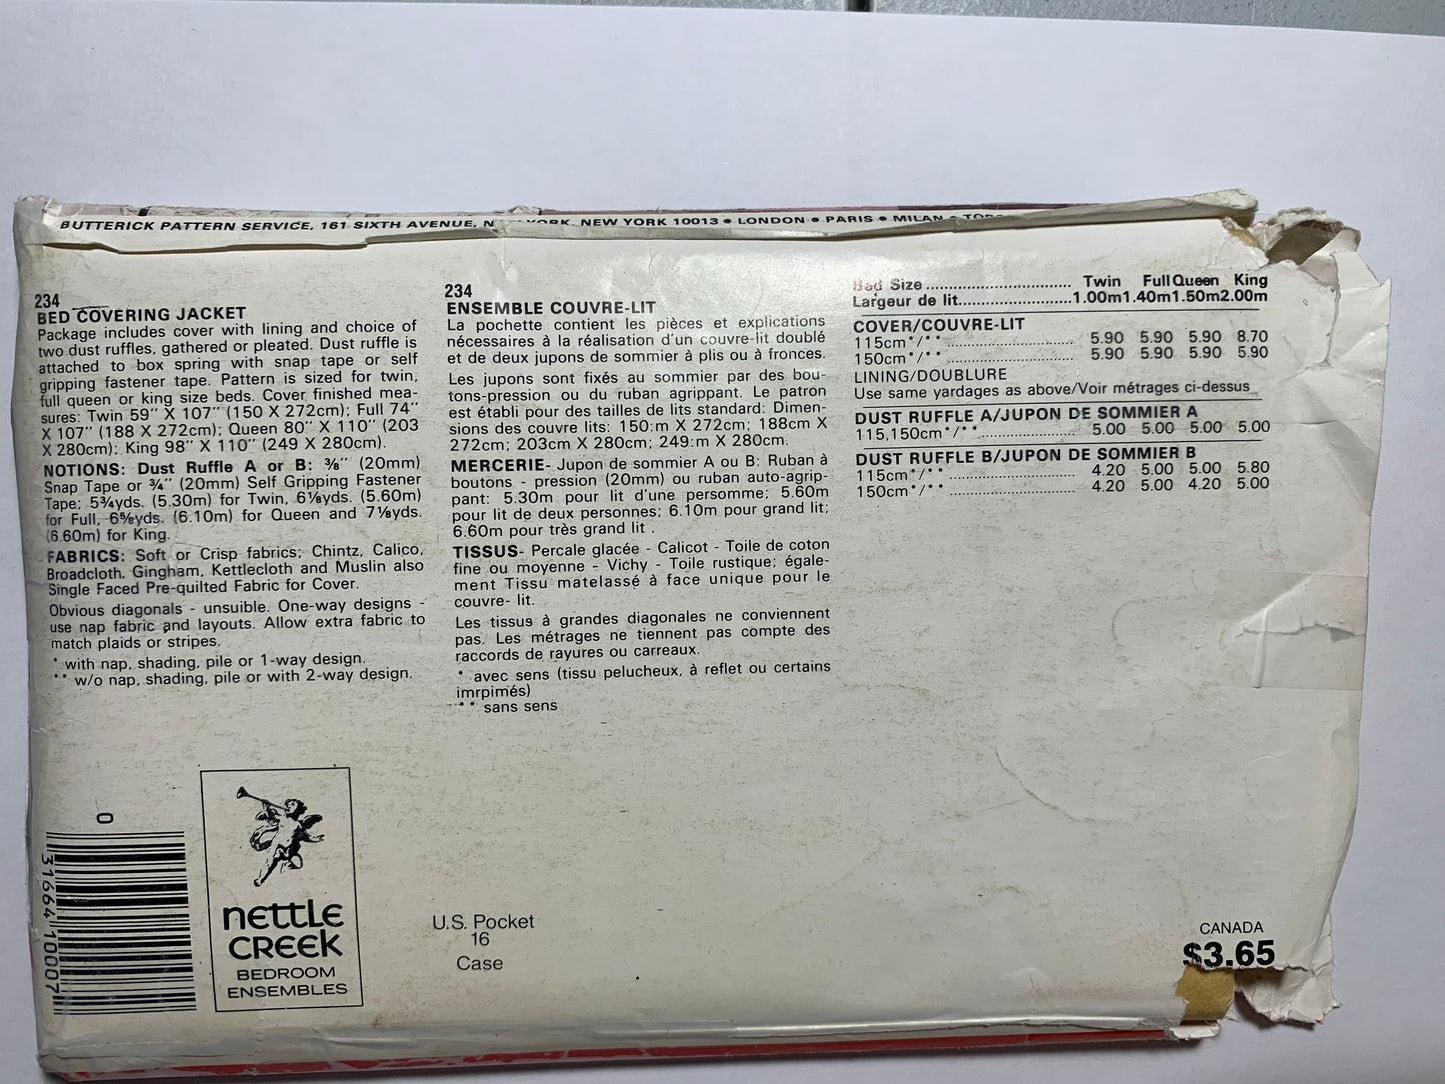 BUTTERICK PATTERN SERVICE, 161 SIXTH AVENUE, N YORK, NEW YORK 10013 • LONDON • PARIS • MILAN •
234
BED COVERING JACKET
Package includes cover with lining and choice of
two dust ruffles, gathered or pleated. Dust ruffle is
attached to box spring with snap tape or self
gripping fastener tape. Pattern is sized for twin,
full queen or king size beds. Cover finished mea-
sures: Twin 59" X 107" (150 X 272cm); Full 74"
X 107" (188 X 272cm); Queen 80" X 110" (203
X 280cm); King 98" X 110" (249 X 280cm).
NOTIONS: Dust Ruffle A or B: ⅜" (20mm)
Snap Tape or ¾" (20mm) Self Gripping Fastener
Tape; 5¾yds. (5.30m) for Twin, 6⅛yds. (5.60m)
for Full, 6⅝yds. (6.10m) for Queen and 7⅛yds.
(6.60m) for King.
FABRICS: Soft or Crisp fabrics; Chintz, Calico,
Broadcloth, Gingham, Kettlecloth and Muslin also
Single Faced Pre-quilted Fabric for Cover.
Obvious diagonals - unsuible. One-way designs -
use nap fabric and layouts. Allow extra fabric to
match plaids or stripes.
* with nap, shading, pile or 1-way design.
** w/o nap, shading, pile or with 2-way design.
234
ENSEMBLE COUVRE-LIT
La pochette contient les pièces et explications
nécessaires à la réalisation d'un couvre-lit doublé
et de deux jupons de sommier à plis ou à fronces.
Les jupons sont fixés au sommier par des bou-
tons-pression ou du ruban agrippant. Le patron
est établi pour des tailles de lits standard: Dimen-
sions des couvre lits: 150:m X 272cm; 188cm X
272cm; 203cm X 280cm; 249:m X 280cm.
MERCERIE- Jupon de sommier A ou B: Ruban à
boutons - pression (20mm) ou ruban auto-agrip-
pant: 5.30m pour lit d'une persomme; 5.60m
pour lit de deux personnes; 6.10m pour grand lit;
6.60m pour très grand lit .
TISSUS- Percale glacée - Calicot - Toile de coton
fine ou moyenne - Vichy - Toile rustique; égale-
ment Tissu matelassé à face unique pour le
couvre- lit.
Les tissus à grandes diagonales ne conviennent
pas. Les métrages ne tiennent pas compte des
raccords de rayures ou carreaux.
* avec sens (tissu pelucheux, à reflet ou certains
imrpimés)
** sans sens
Bed Size ................................ Twin Full Queen King
Largeur de lit......................... 1.00m 1.40m 1.50m 2.00m
COVER/COUVRE-LIT
115cm*/** ............................ 5.90 5.90 5.90 8.70
150cm*/** ............................ 5.90 5.90 5.90 5.90
LINING/DOUBLURE
Use same yardages as above/Voir métrages ci-dessus
DUST RUFFLE A/JUPON DE SOMMIER A
115,150cm*/** ..................... 5.00 5.00 5.00 5.00
DUST RUFFLE B/JUPON DE SOMMIER B
115cm*/** ............................ 4.20 5.00 5.00 5.80
150cm*/** ............................ 4.20 5.00 4.20 5.00
0
31664 10007
nettle
creek
BEDROOM
ENSEMBLES
U.S. Pocket
16
Case
CANADA
$3.65